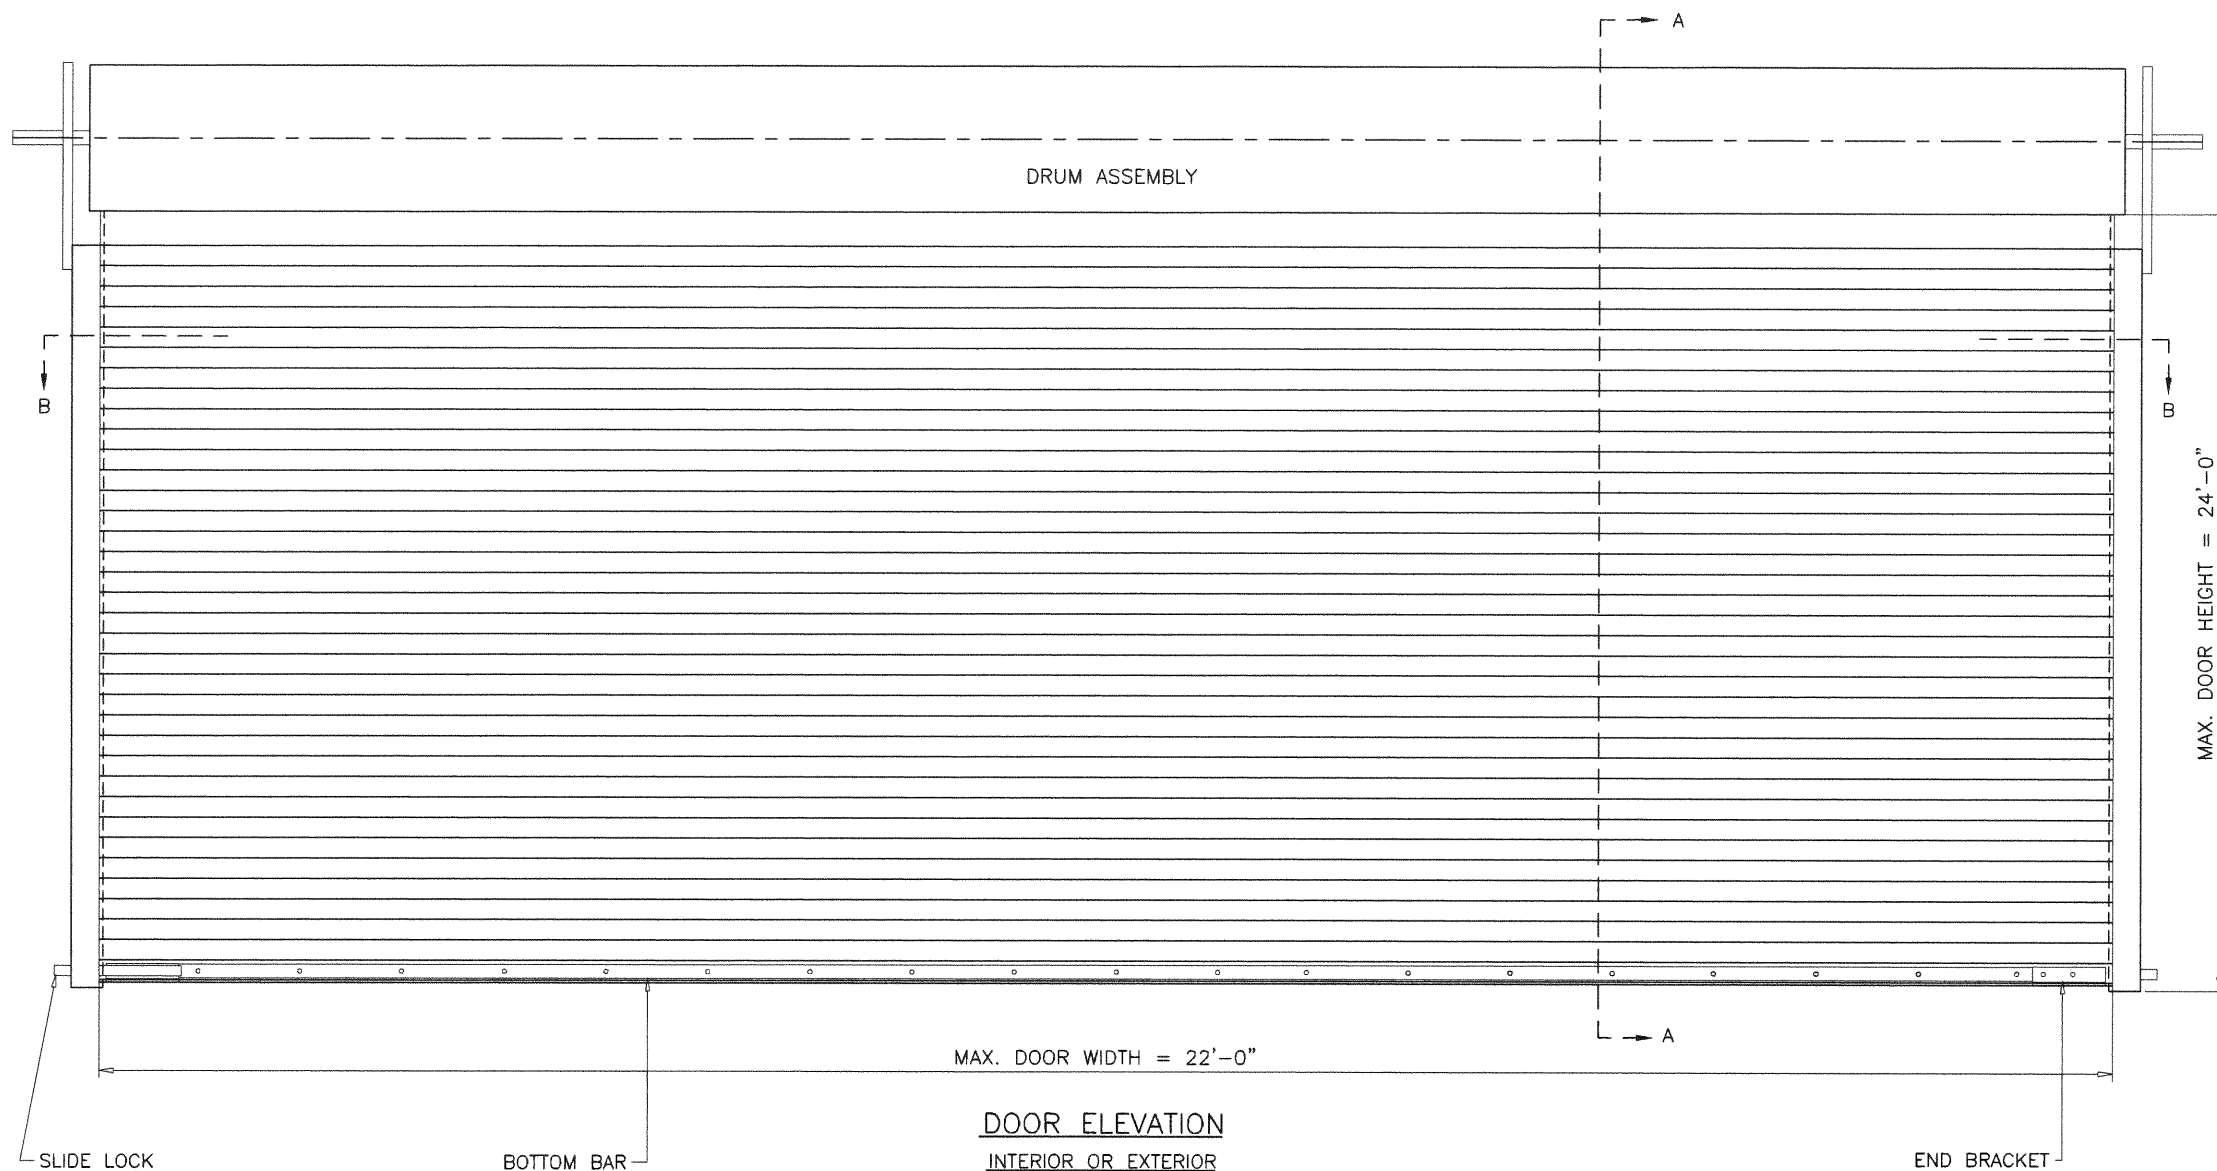 A
DRUM ASSEMBLY
B
B
MAX. DOOR HEIGHT = 24'-0"
A
MAX. DOOR WIDTH = 22'-0"
DOOR ELEVATION
INTERIOR OR EXTERIOR
SLIDE LOCK
BOTTOM BAR
END BRACKET